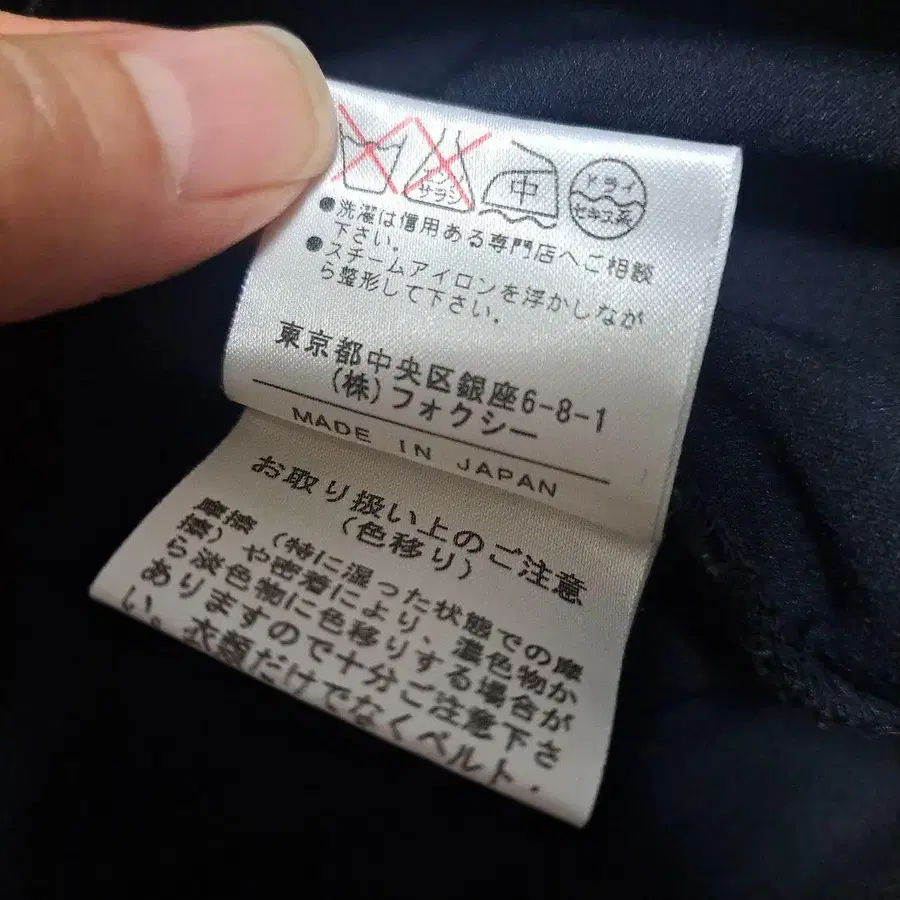 エンソ
サラシ
中
ドライ
セキユ系
●洗濯は信用ある専門店へご相談
下さい。
●スチームアイロンを浮かしなが
ら整形して下さい。
東京都中央区銀座6-8-1
(株)フォクシー
MADE IN JAPAN
お取り扱い上のご注意
(色移り)
摩擦(特に湿った状態での摩
擦)や密着により、濃色物か
ら淡色物に色移りする場合が
ありますので十分ご注意下さ
い。衣類だけでなくベルト、